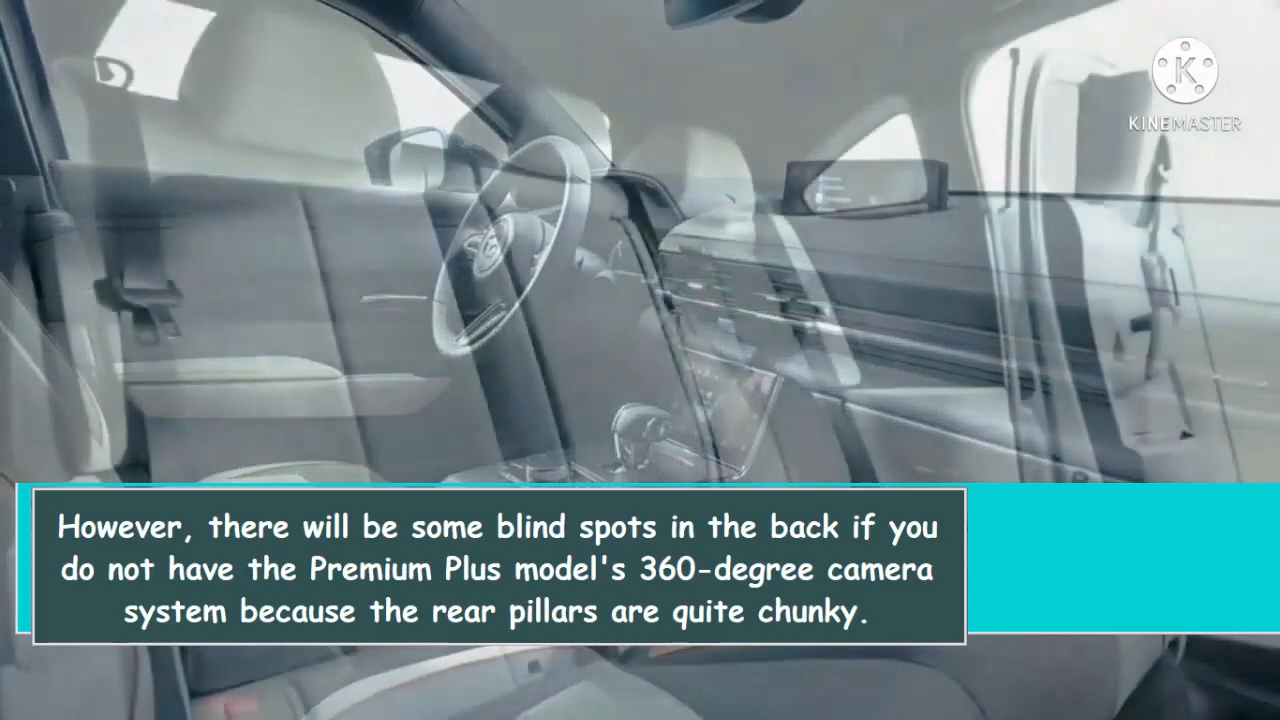 KINEMASTER
However, there will be some blind spots in the back if you
do not have the Premium Plus model's 360-degree camera
system because the rear pillars are quite chunky.